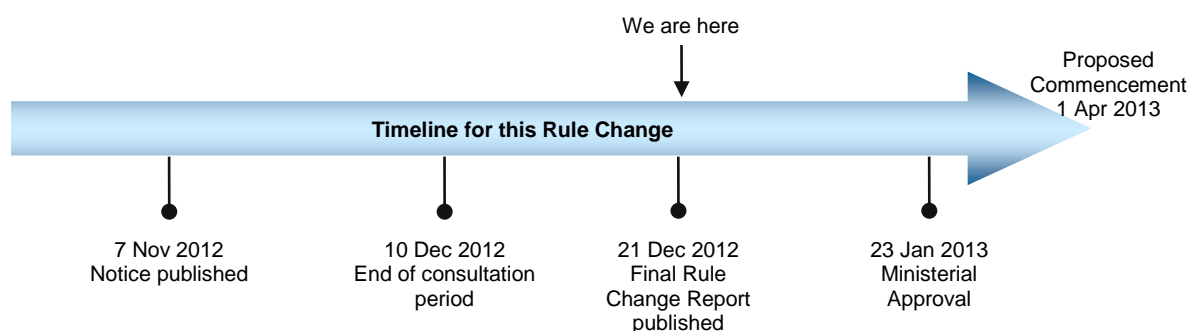 We are here
Proposed
Commencement
1 Apr 2013
Timeline for this Rule Change
7 Nov 2012
Notice published
10 Dec 2012
End of consultation
period
21 Dec 2012
Final Rule
Change Report
published
23 Jan 2013
Ministerial
Approval